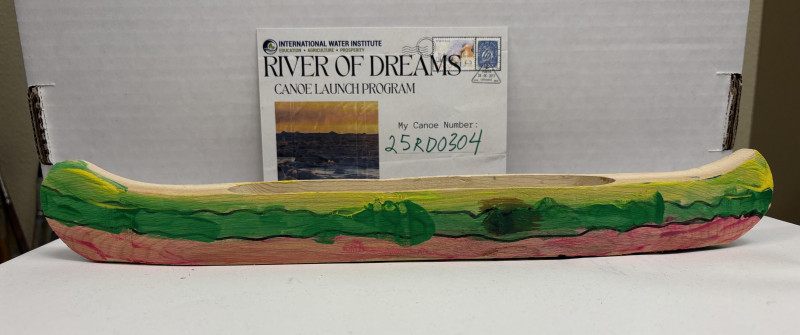 INTERNATIONAL WATER INSTITUTE
EDUCATION • AGRICULTURE • PROSPERITY
RIVER OF DREAMS
CANOE LAUNCH PROGRAM
My Canoe Number:
25RD0304